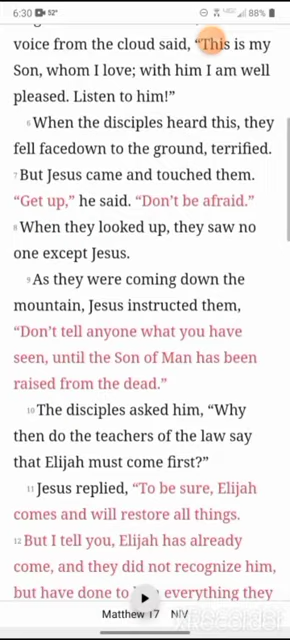 6:30 52° 88%
voice from the cloud said, “This is my
Son, whom I love; with him I am well
pleased. Listen to him!”
6 When the disciples heard this, they
fell facedown to the ground, terrified.
7 But Jesus came and touched them.
“Get up,” he said. “Don’t be afraid.”
8 When they looked up, they saw no
one except Jesus.
9 As they were coming down the
mountain, Jesus instructed them,
“Don’t tell anyone what you have
seen, until the Son of Man has been
raised from the dead.”
10 The disciples asked him, “Why
then do the teachers of the law say
that Elijah must come first?”
11 Jesus replied, “To be sure, Elijah
comes and will restore all things.
12 But I tell you, Elijah has already
come, and they did not recognize him,
but have done to everything they
Matthew 17 NIV